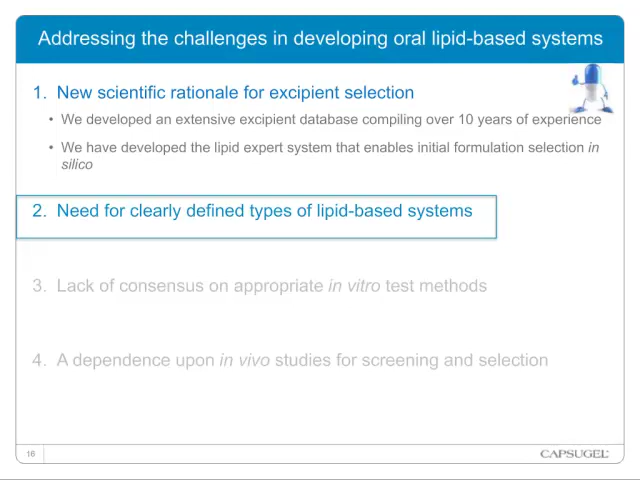 Addressing the challenges in developing oral lipid-based systems
1. New scientific rationale for excipient selection
• We developed an extensive excipient database compiling over 10 years of experience
• We have developed the lipid expert system that enables initial formulation selection in
silico
2. Need for clearly defined types of lipid-based systems
3. Lack of consensus on appropriate in vitro test methods
4. A dependence upon in vivo studies for screening and selection
16
CAPSUGEL®